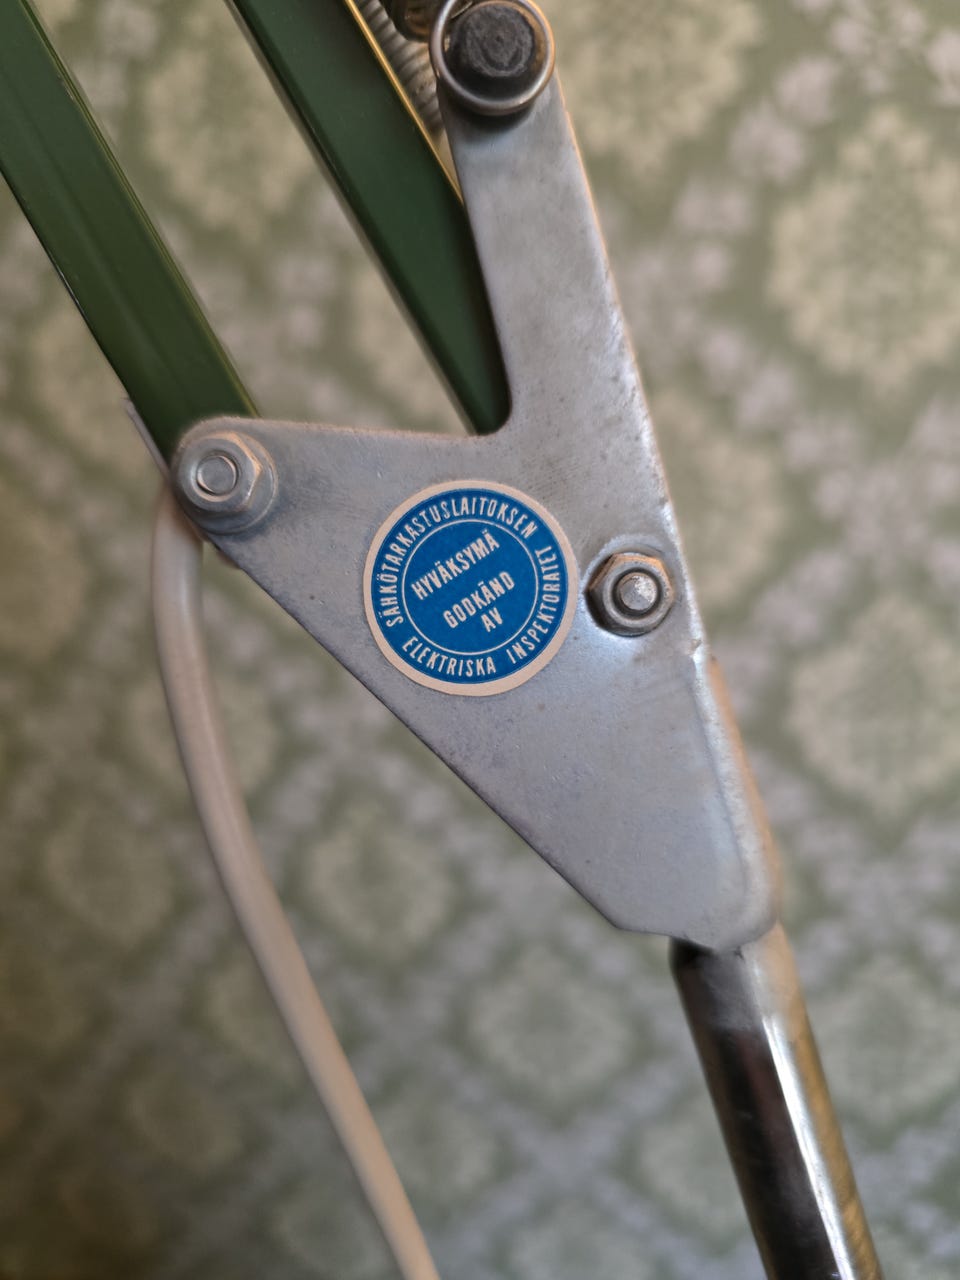 SÄHKÖTARKASTUSLAITOKSEN
HYVÄKSYMÄ
GODKÄND
AV
ELEKTRISKA INSPEKTORATET